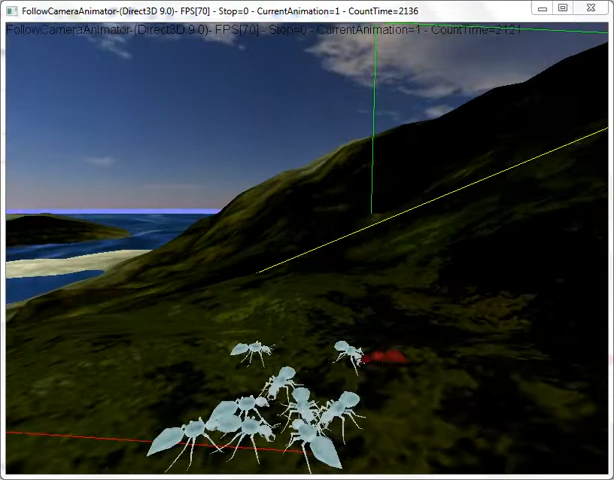 FollowCameraAnimator-(Direct3D 9.0)- FPS[70] - Stop=0 - CurrentAnimation=1 - CountTime=2136
FollowCameraAnimator-(Direct3D 9.0)- FPS[70] - Stop=0 - CurrentAnimation=1 - CountTime=2121